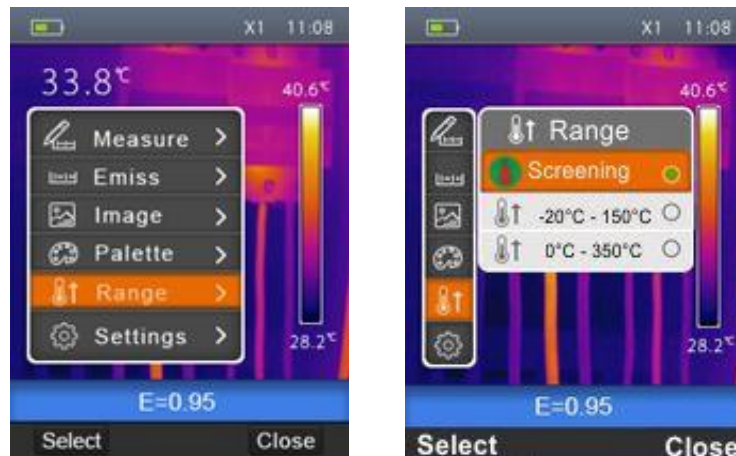 X1 11:08
33.8℃
40.6℃
Measure >
Emiss >
Image >
Palette >
Range >
Settings >
28.2℃
E=0.95
Select Close
X1 11:08
40.6℃
Range
Screening
-20°C - 150°C
0°C - 350°C
28.2℃
E=0.95
Select Close